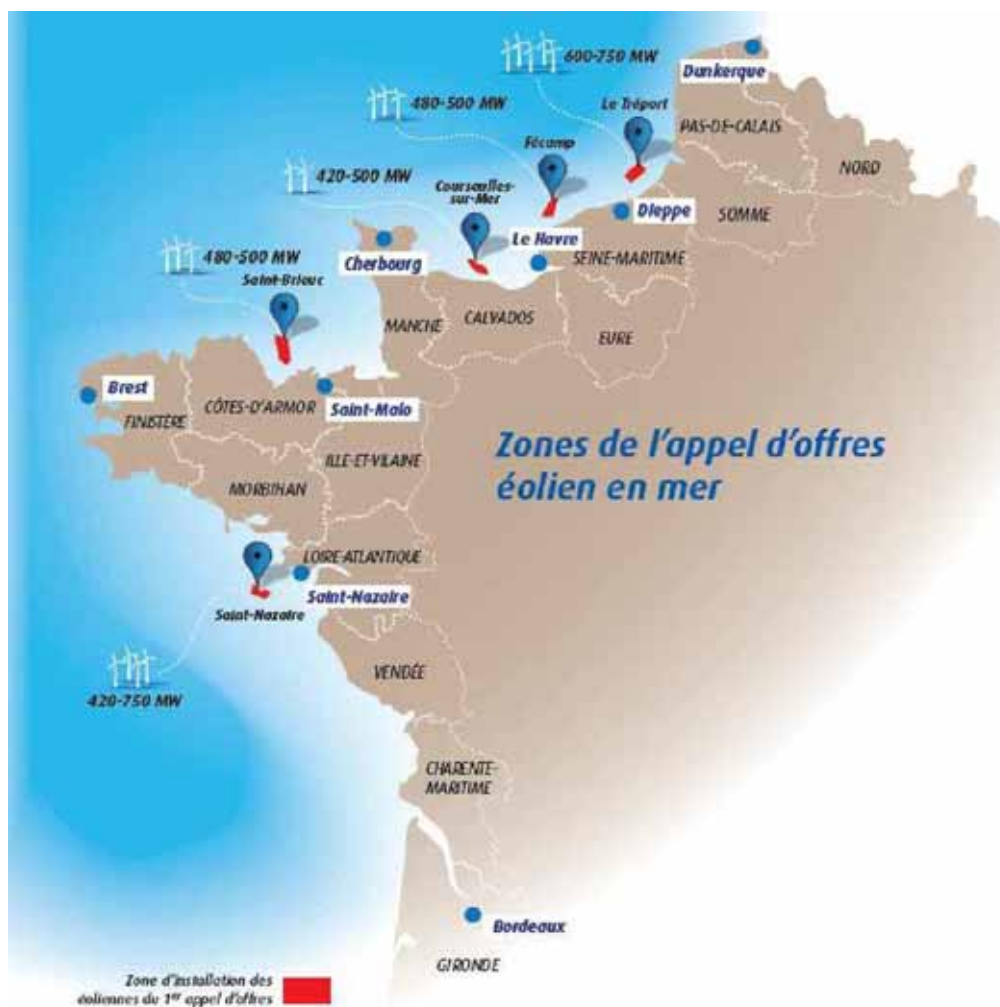 600-750 MW
Dunkerque
480-500 MW
Le Tréport
PAS-DE-CALAIS
Fécamp
NORD
420-500 MW
Courseulles-
sur-Mer
Dieppe
SOMME
Le Havre
480-500 MW
Cherbourg
SEINE-MARITIME
Saint-Brieuc
MANCHE
CALVADOS
EURE
Brest
CÔTES-D'ARMOR
Saint-Malo
FINISTÈRE
Zones de l'appel d'offres
éolien en mer
ILLE-ET-VILAINE
MORBIHAN
LOIRE-ATLANTIQUE
Saint-Nazaire
Saint-Nazaire
VENDÉE
420-750 MW
CHARENTE-
MARITIME
Bordeaux
GIRONDE
Zone d'installation des
éoliennes du 1er appel d'offres